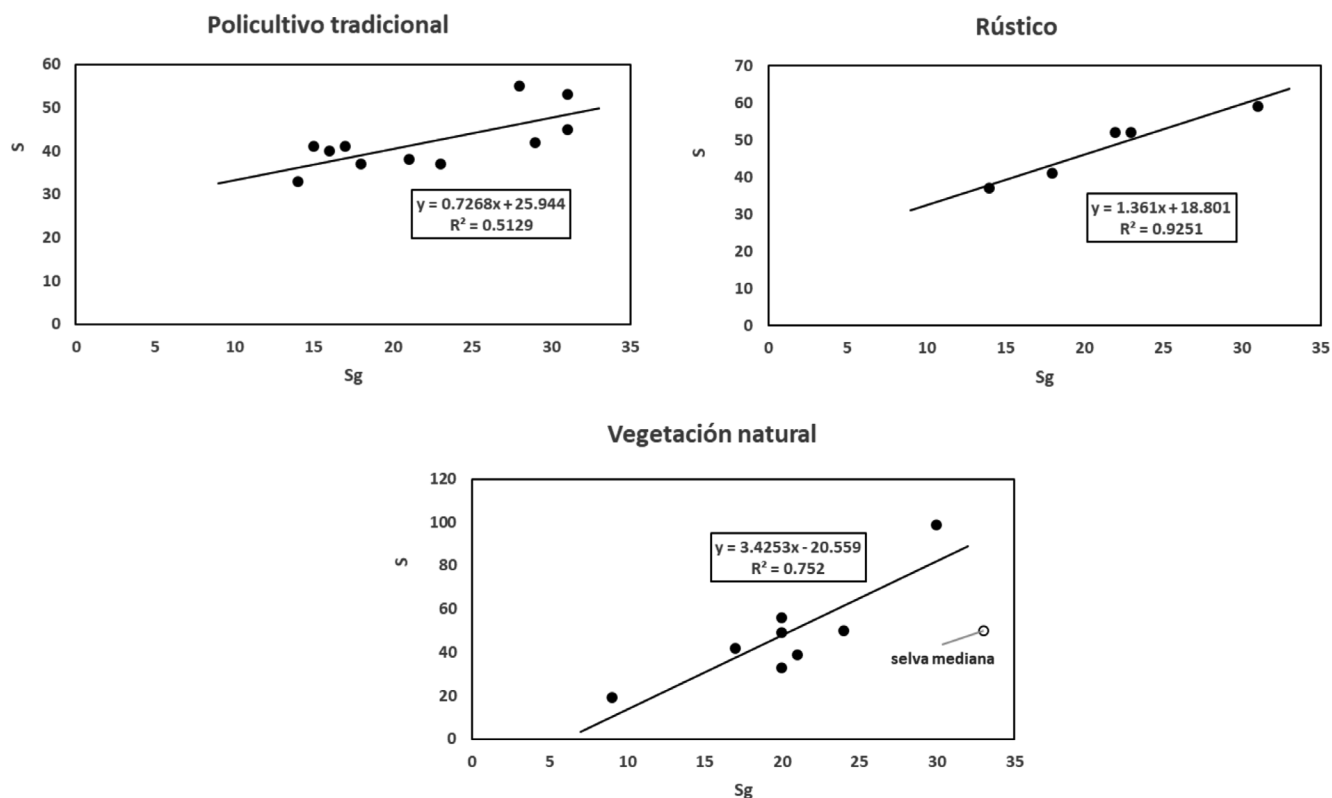 Policultivo tradicional
60
50
40
30
20
10
0
S
y = 0.7268x + 25.944
R² = 0.5129
0 5 10 15 20 25 30 35
Sg
Rústico
70
60
50
40
30
20
10
0
S
y = 1.361x + 18.801
R² = 0.9251
0 5 10 15 20 25 30 35
Sg
Vegetación natural
120
100
80
60
40
20
0
S
y = 3.4253x - 20.559
R² = 0.752
selva mediana
0 5 10 15 20 25 30 35
Sg